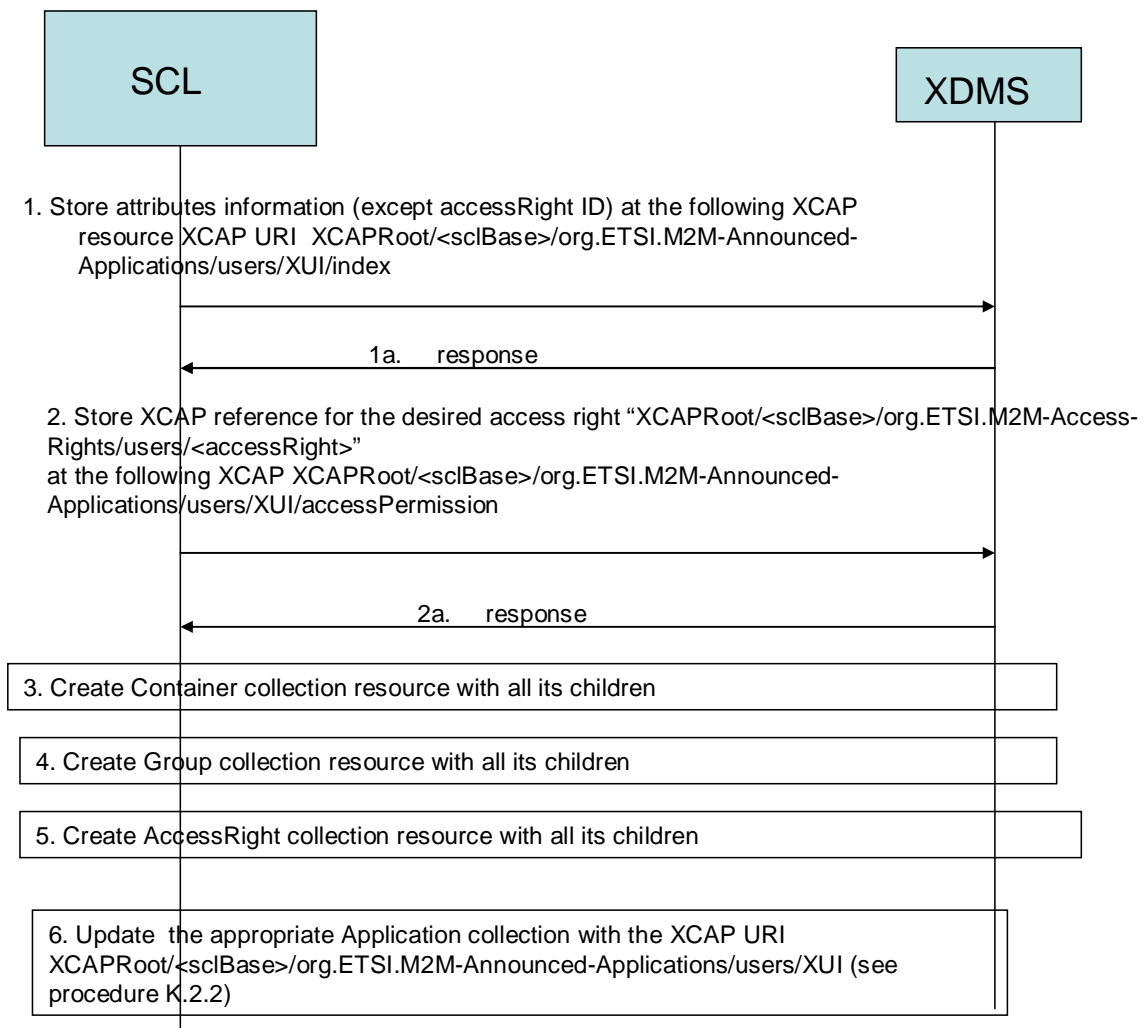 SCL
XDMS
1. Store attributes information (except accessRight ID) at the following XCAP
resource XCAP URI XCAPRoot/<sclBase>/org.ETSI.M2M-Announced-
Applications/users/XUI/index
1a. response
2. Store XCAP reference for the desired access right “XCAPRoot/<sclBase>/org.ETSI.M2M-Access-
Rights/users/<accessRight>”
at the following XCAP XCAPRoot/<sclBase>/org.ETSI.M2M-Announced-
Applications/users/XUI/accessPermission
2a. response
3. Create Container collection resource with all its children
4. Create Group collection resource with all its children
5. Create AccessRight collection resource with all its children
6. Update the appropriate Application collection with the XCAP URI
XCAPRoot/<sclBase>/org.ETSI.M2M-Announced-Applications/users/XUI (see
procedure K.2.2)